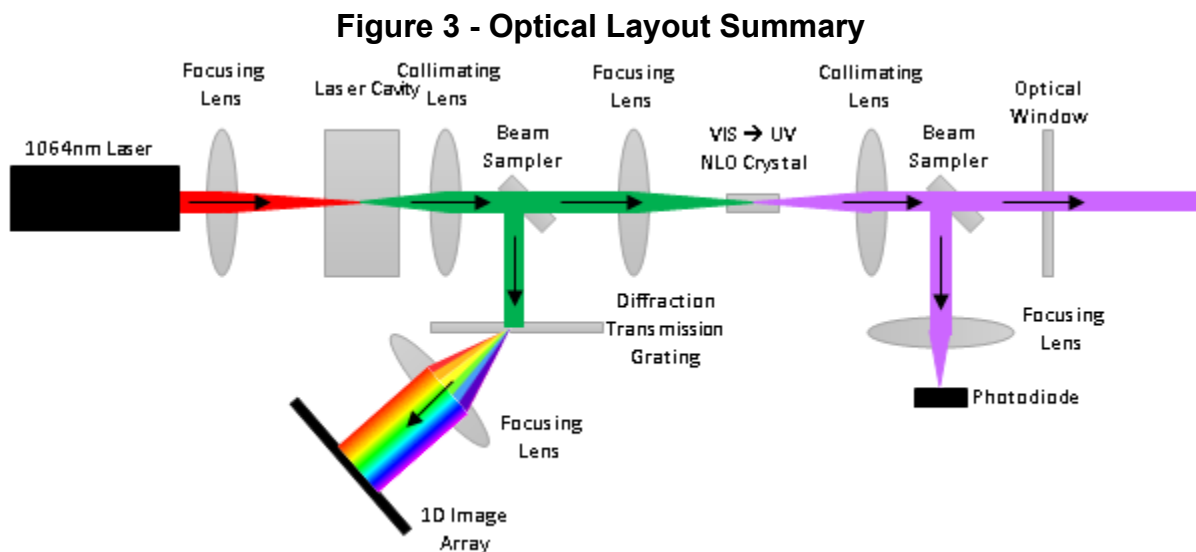 Figure 3 - Optical Layout Summary
1064nm Laser
Focusing
Lens
Laser Cavity
Collimating
Lens
Beam
Sampler
Focusing
Lens
VIS → UV
NLO Crystal
Collimating
Lens
Beam
Sampler
Optical
Window
Diffraction
Transmission
Grating
Focusing
Lens
1D Image
Array
Focusing
Lens
Photodiode